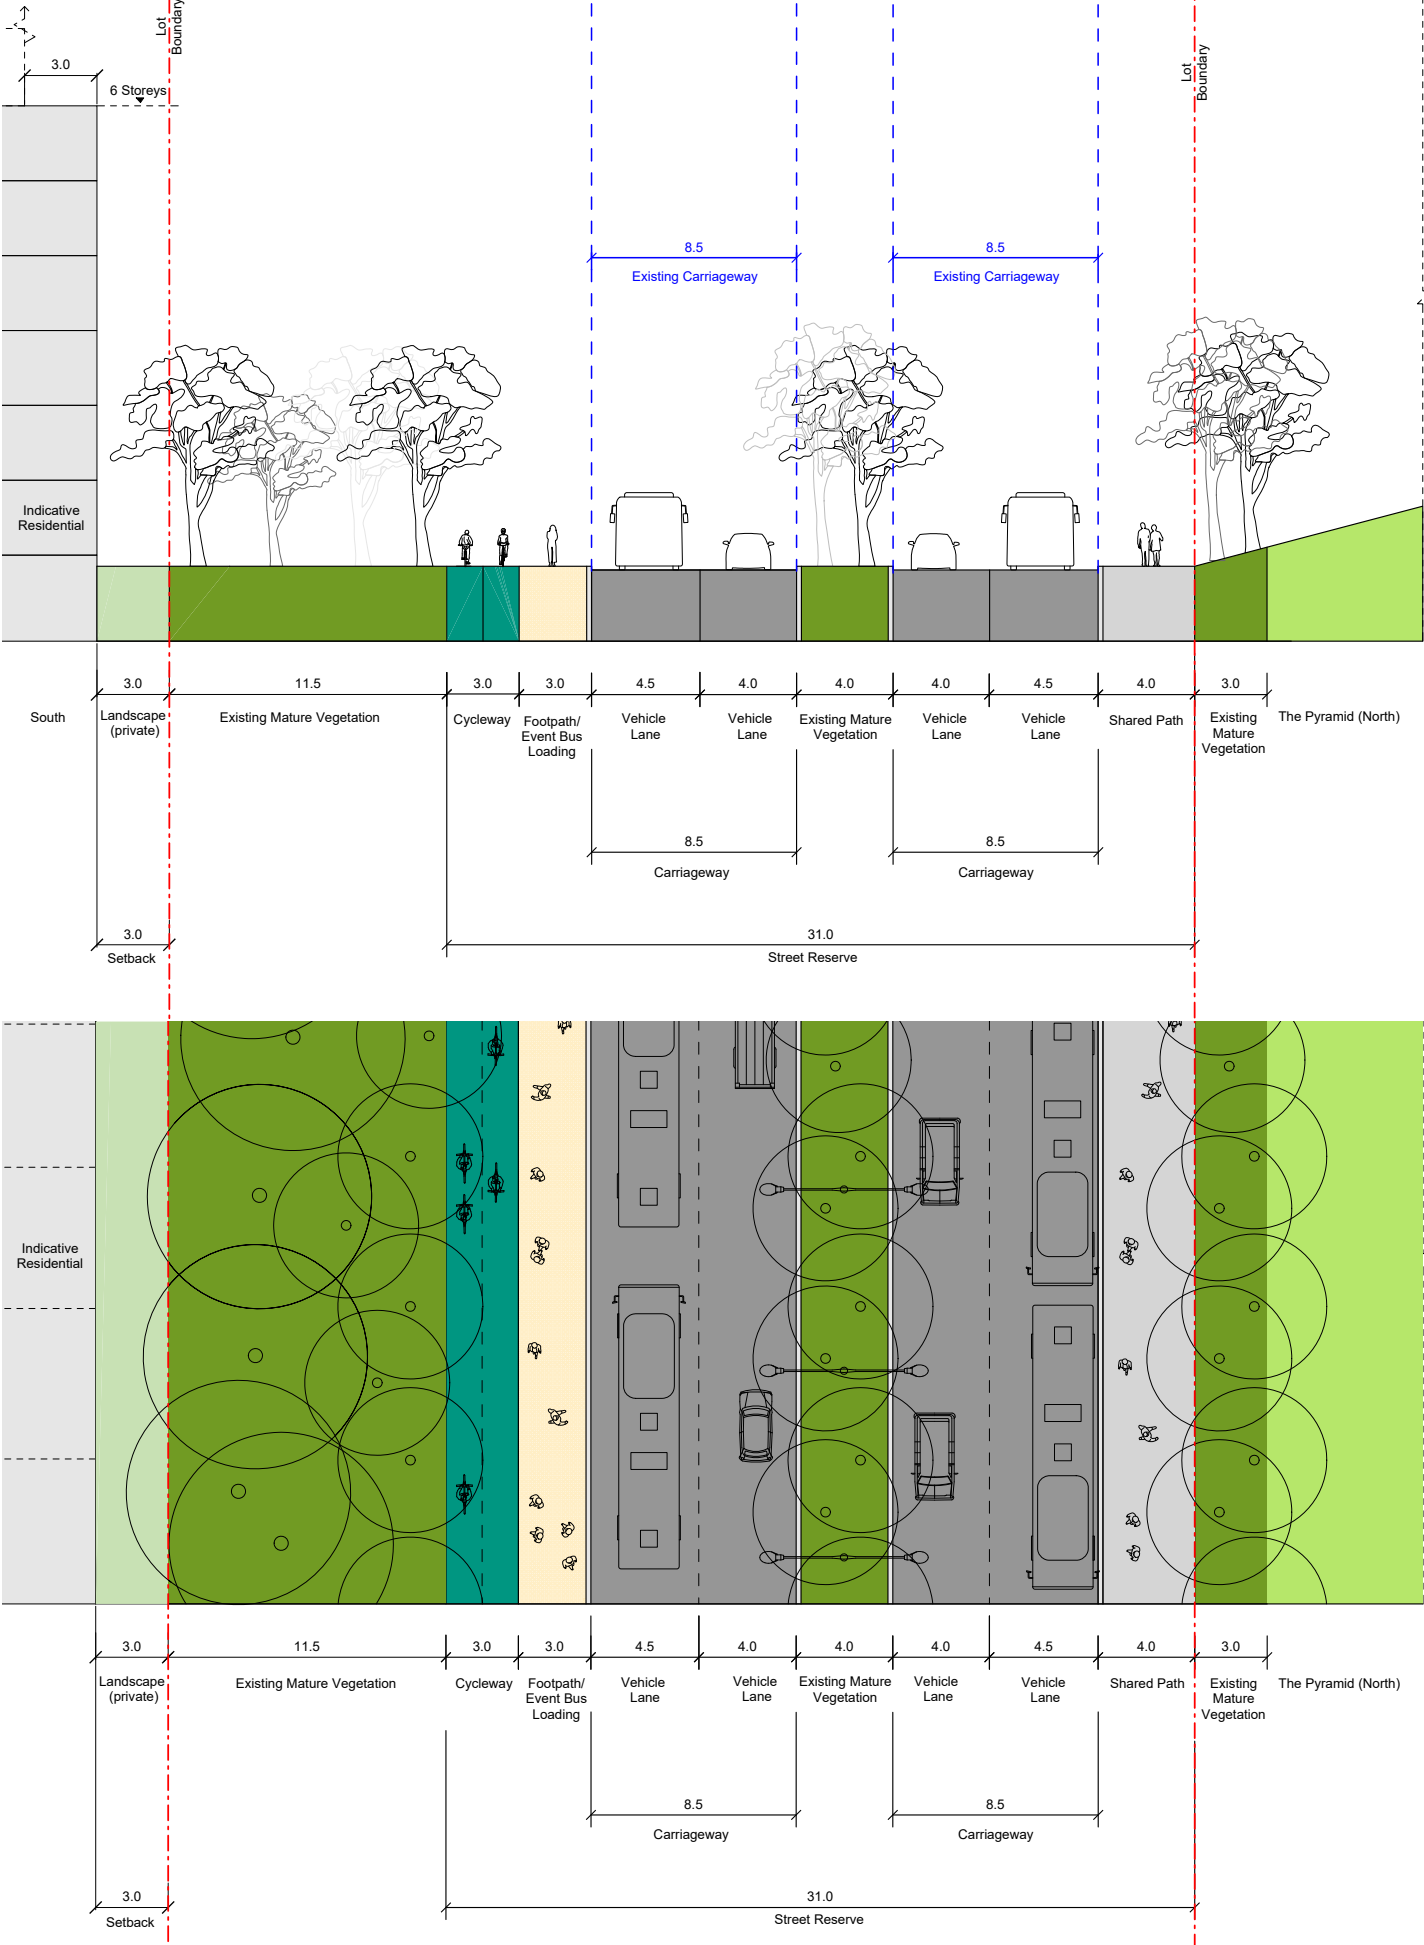 Lot
Boundary
3.0
6 Storeys
Lot
Boundary
8.5
8.5
Existing Carriageway
Existing Carriageway
Indicative
Residential
3.0
11.5
3.0
3.0
4.5
4.0
4.0
4.0
4.5
4.0
3.0
South
Landscape
(private)
Existing Mature Vegetation
Cycleway
Footpath/
Event Bus
Loading
Vehicle
Lane
Vehicle
Lane
Existing Mature
Vegetation
Vehicle
Lane
Vehicle
Lane
Shared Path
Existing
Mature
Vegetation
The Pyramid (North)
8.5
8.5
Carriageway
Carriageway
3.0
31.0
Setback
Street Reserve
Indicative
Residential
3.0
11.5
3.0
3.0
4.5
4.0
4.0
4.0
4.5
4.0
3.0
Landscape
(private)
Existing Mature Vegetation
Cycleway
Footpath/
Event Bus
Loading
Vehicle
Lane
Vehicle
Lane
Existing Mature
Vegetation
Vehicle
Lane
Vehicle
Lane
Shared Path
Existing
Mature
Vegetation
The Pyramid (North)
8.5
8.5
Carriageway
Carriageway
3.0
31.0
Setback
Street Reserve